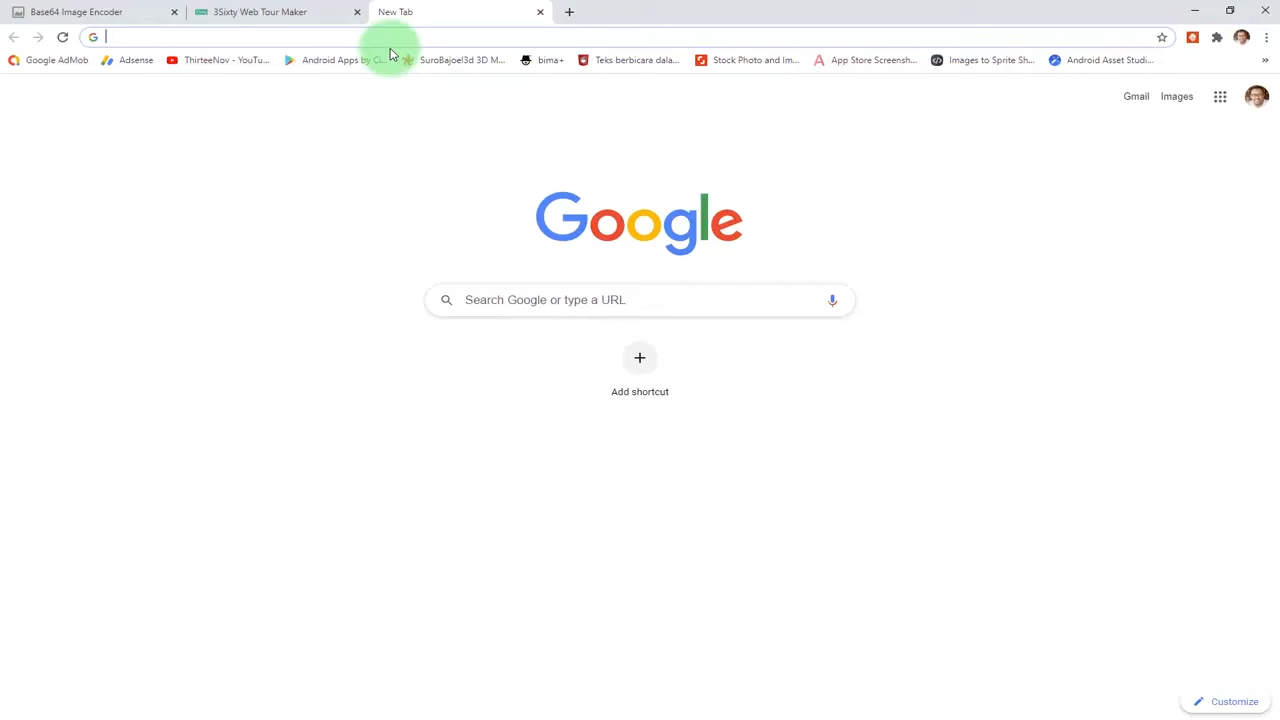 Base64 Image Encoder
3Sixty Web Tour Maker
New Tab
Google AdMob
Adsense
ThirteeNov - YouTu...
Android Apps by
SuroBajoel3d 3D M...
bima+
Teks berbicara dala...
Stock Photo and Im...
App Store Screensh...
Images to Sprite Sh...
Android Asset Studi...
Gmail
Images
Google
Search Google or type a URL
Add shortcut
Customize